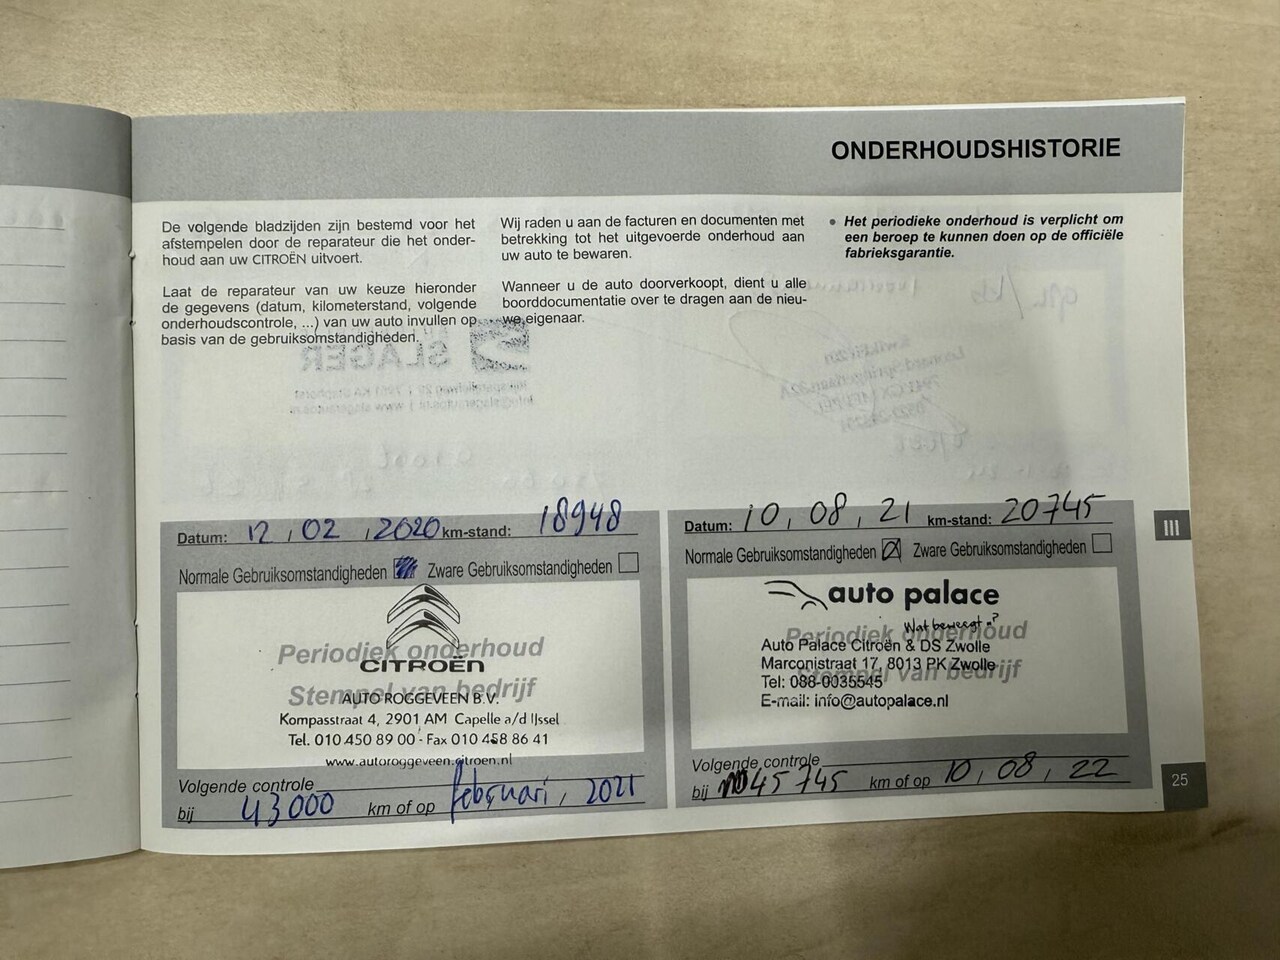 ONDERHOUDSHISTORIE
De volgende bladzijden zijn bestemd voor het
afstempelen door de reparateur die het onder-
houd aan uw CITROËN uitvoert.
Laat de reparateur van uw keuze hieronder
de gegevens (datum, kilometerstand, volgende
onderhoudscontrole, ...) van uw auto invullen op
basis van de gebruiksomstandigheden.
Wij raden u aan de facturen en documenten met
betrekking tot het uitgevoerde onderhoud aan
uw auto te bewaren.
Wanneer u de auto doorverkoopt, dient u alle
boorddocumentatie over te dragen aan de nieu-
we eigenaar.
• Het periodieke onderhoud is verplicht om
een beroep te kunnen doen op de officiële
fabrieksgarantie.
Datum: 12, 02, 2020 km-stand: 18948
Normale Gebruiksomstandigheden Zware Gebruiksomstandigheden
Periodiek onderhoud
CITROËN
Stempel van bedrijf
AUTO ROGGEVEEN B.V.
Kompasstraat 4, 2901 AM Capelle a/d IJssel
Tel. 010 450 89 00 - Fax 010 458 86 41
www.autoroggeveen.citroen.nl
Volgende controle
bij 43000 km of op februari, 2021
Datum: 10, 08, 21 km-stand: 20745
Normale Gebruiksomstandigheden Zware Gebruiksomstandigheden
auto palace
Wat beweegt u?
Periodiek onderhoud
Auto Palace Citroën & DS Zwolle
Marconistraat 17, 8013 PK Zwolle
Stempel van bedrijf
Tel: 088-0035545
E-mail: info@autopalace.nl
Volgende controle
bij 45745 km of op 10, 08, 22
III
25